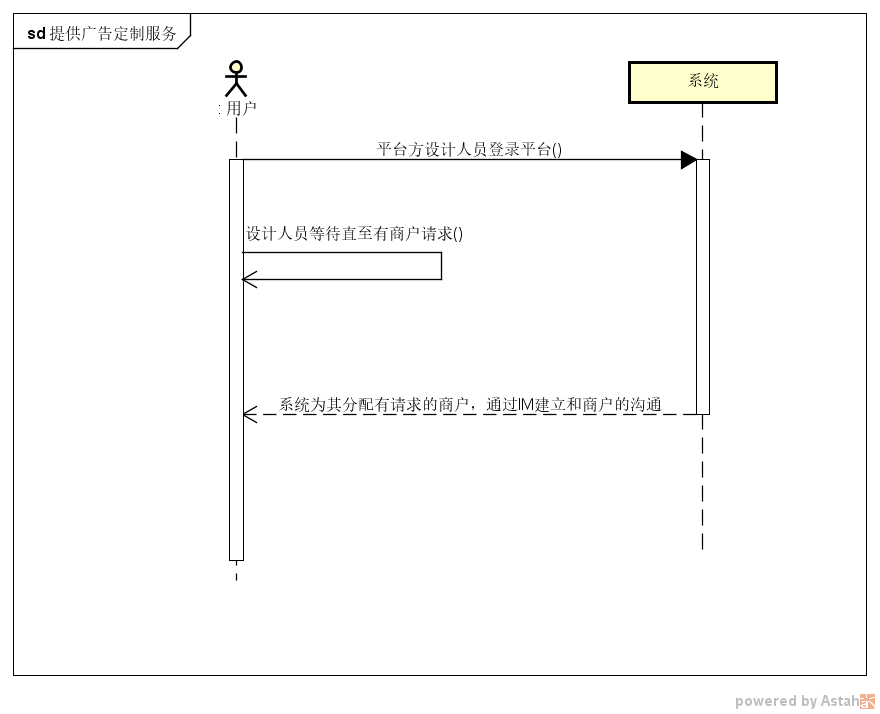 sd 提供广告定制服务
系统
: 用户
平台方设计人员登录平台()
设计人员等待直至有商户请求()
系统为其分配有请求的商户，通过IM建立和商户的沟通
powered by Astah